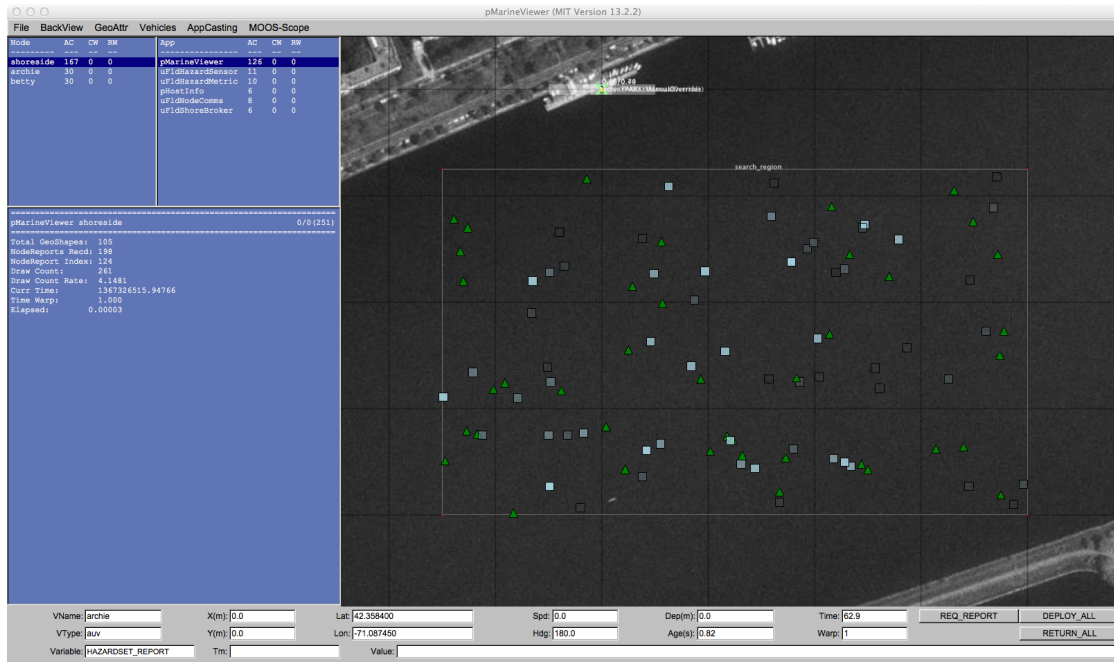 pMarineViewer (MIT Version 13.2.2)
File BackView GeoAttr Vehicles AppCasting MOOS-Scope
Node AC CW RW
--------- --- -- --
shoreside 167 0 0
archie 30 0 0
betty 30 0 0
App AC CW RW
---------------- --- -- --
pMarineViewer 126 0 0
uFldHazardSensor 11 0 0
uFldHazardMetric 10 0 0
pHostInfo 6 0 0
uFldNodeComms 8 0 0
uFldShoreBroker 6 0 0
search_region
pMarineViewer shoreside 0/0(251)
Total GeoShapes: 105
NodeReports Recd: 198
NodeReport Index: 124
Draw Count: 261
Draw Count Rate: 4.1481
Curr Time: 1367326515.94766
Time Warp: 1.000
Elapsed: 0.00003
VName: archie X(m): 0.0 Lat: 42.358400 Spd: 0.0 Dep(m): 0.0 Time: 62.9 REQ_REPORT DEPLOY_ALL
VType: auv Y(m): 0.0 Lon: -71.087450 Hdg: 180.0 Age(s): 0.82 Warp: 1 RETURN_ALL
Variable: HAZARDSET_REPORT Tm: Value: